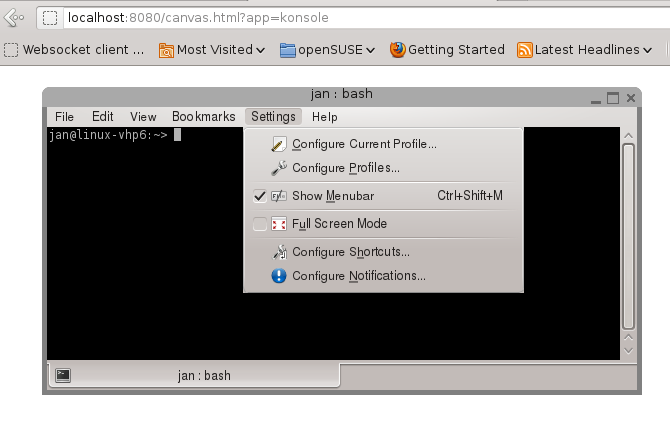 localhost:8080/canvas.html?app=konsole
Websocket client ... Most Visited openSUSE Getting Started Latest Headlines
jan : bash
File Edit View Bookmarks Settings Help
jan@linux-vhp6:~>
Configure Current Profile...
Configure Profiles...
Show Menubar Ctrl+Shift+M
Full Screen Mode
Configure Shortcuts...
Configure Notifications...
jan : bash